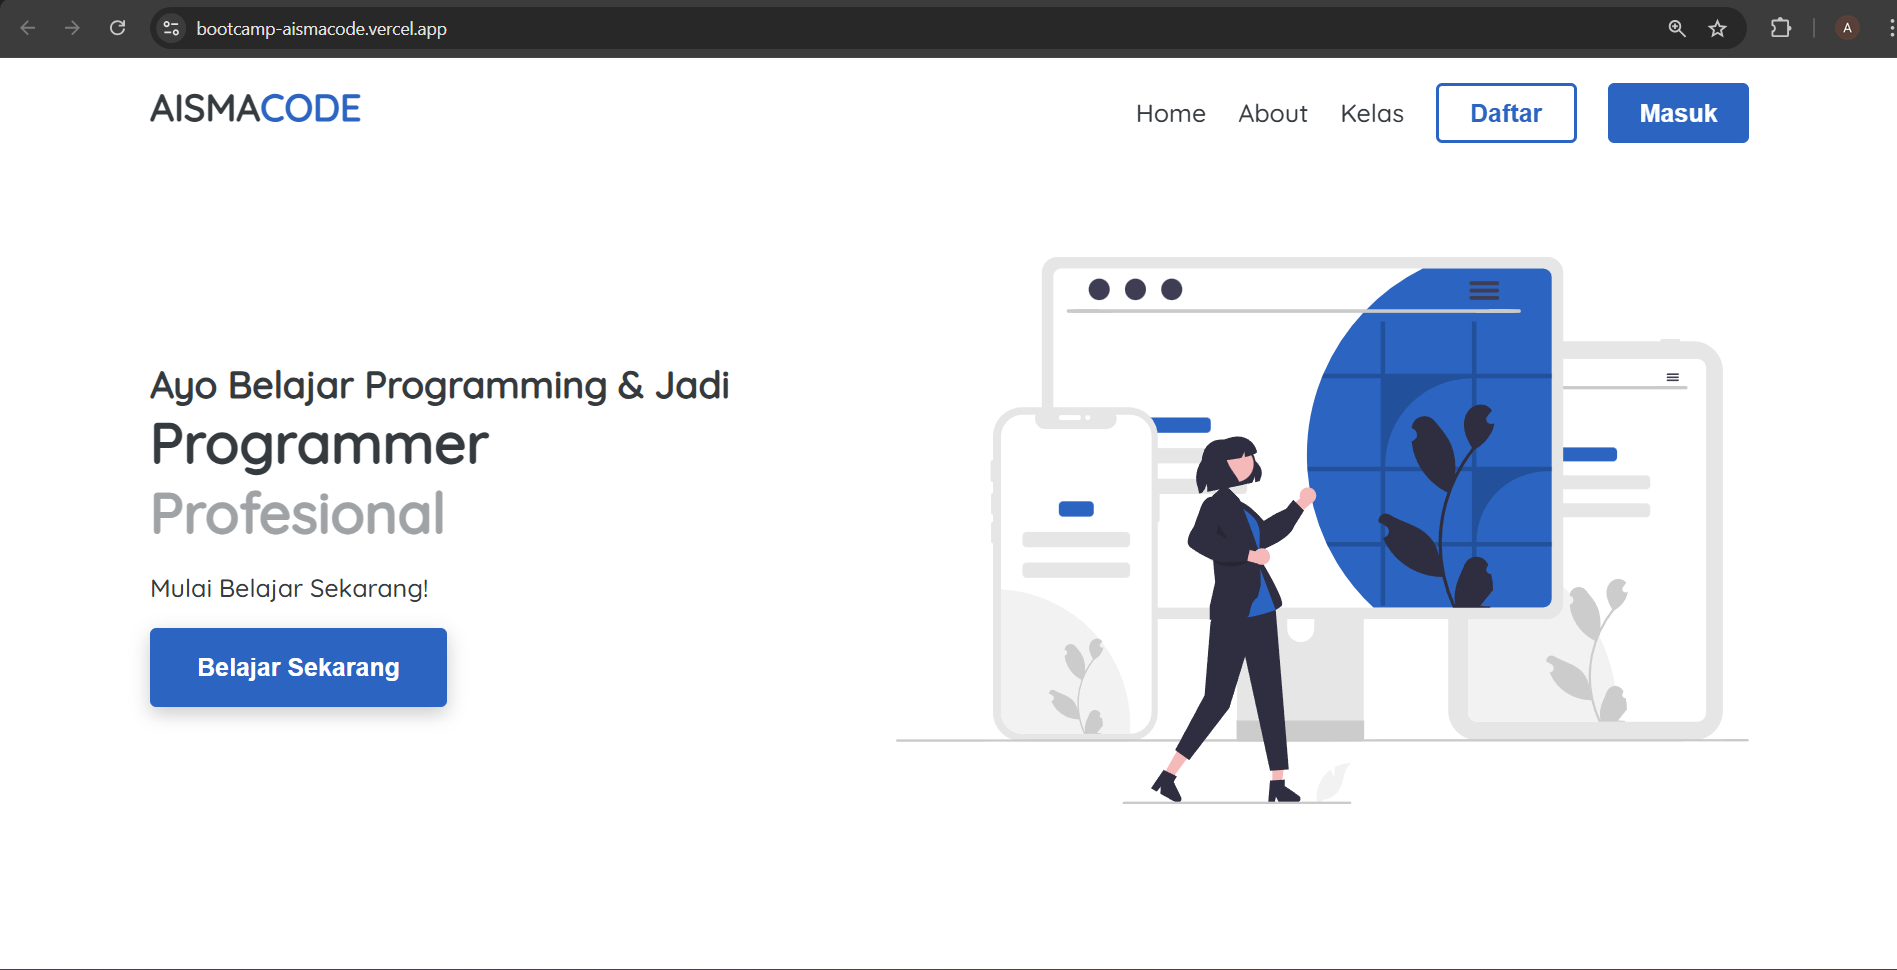 bootcamp-aismacode.vercel.app
A
AISMACODE
Home About Kelas Daftar Masuk
Ayo Belajar Programming & Jadi
Programmer
Profesional
Mulai Belajar Sekarang!
Belajar Sekarang